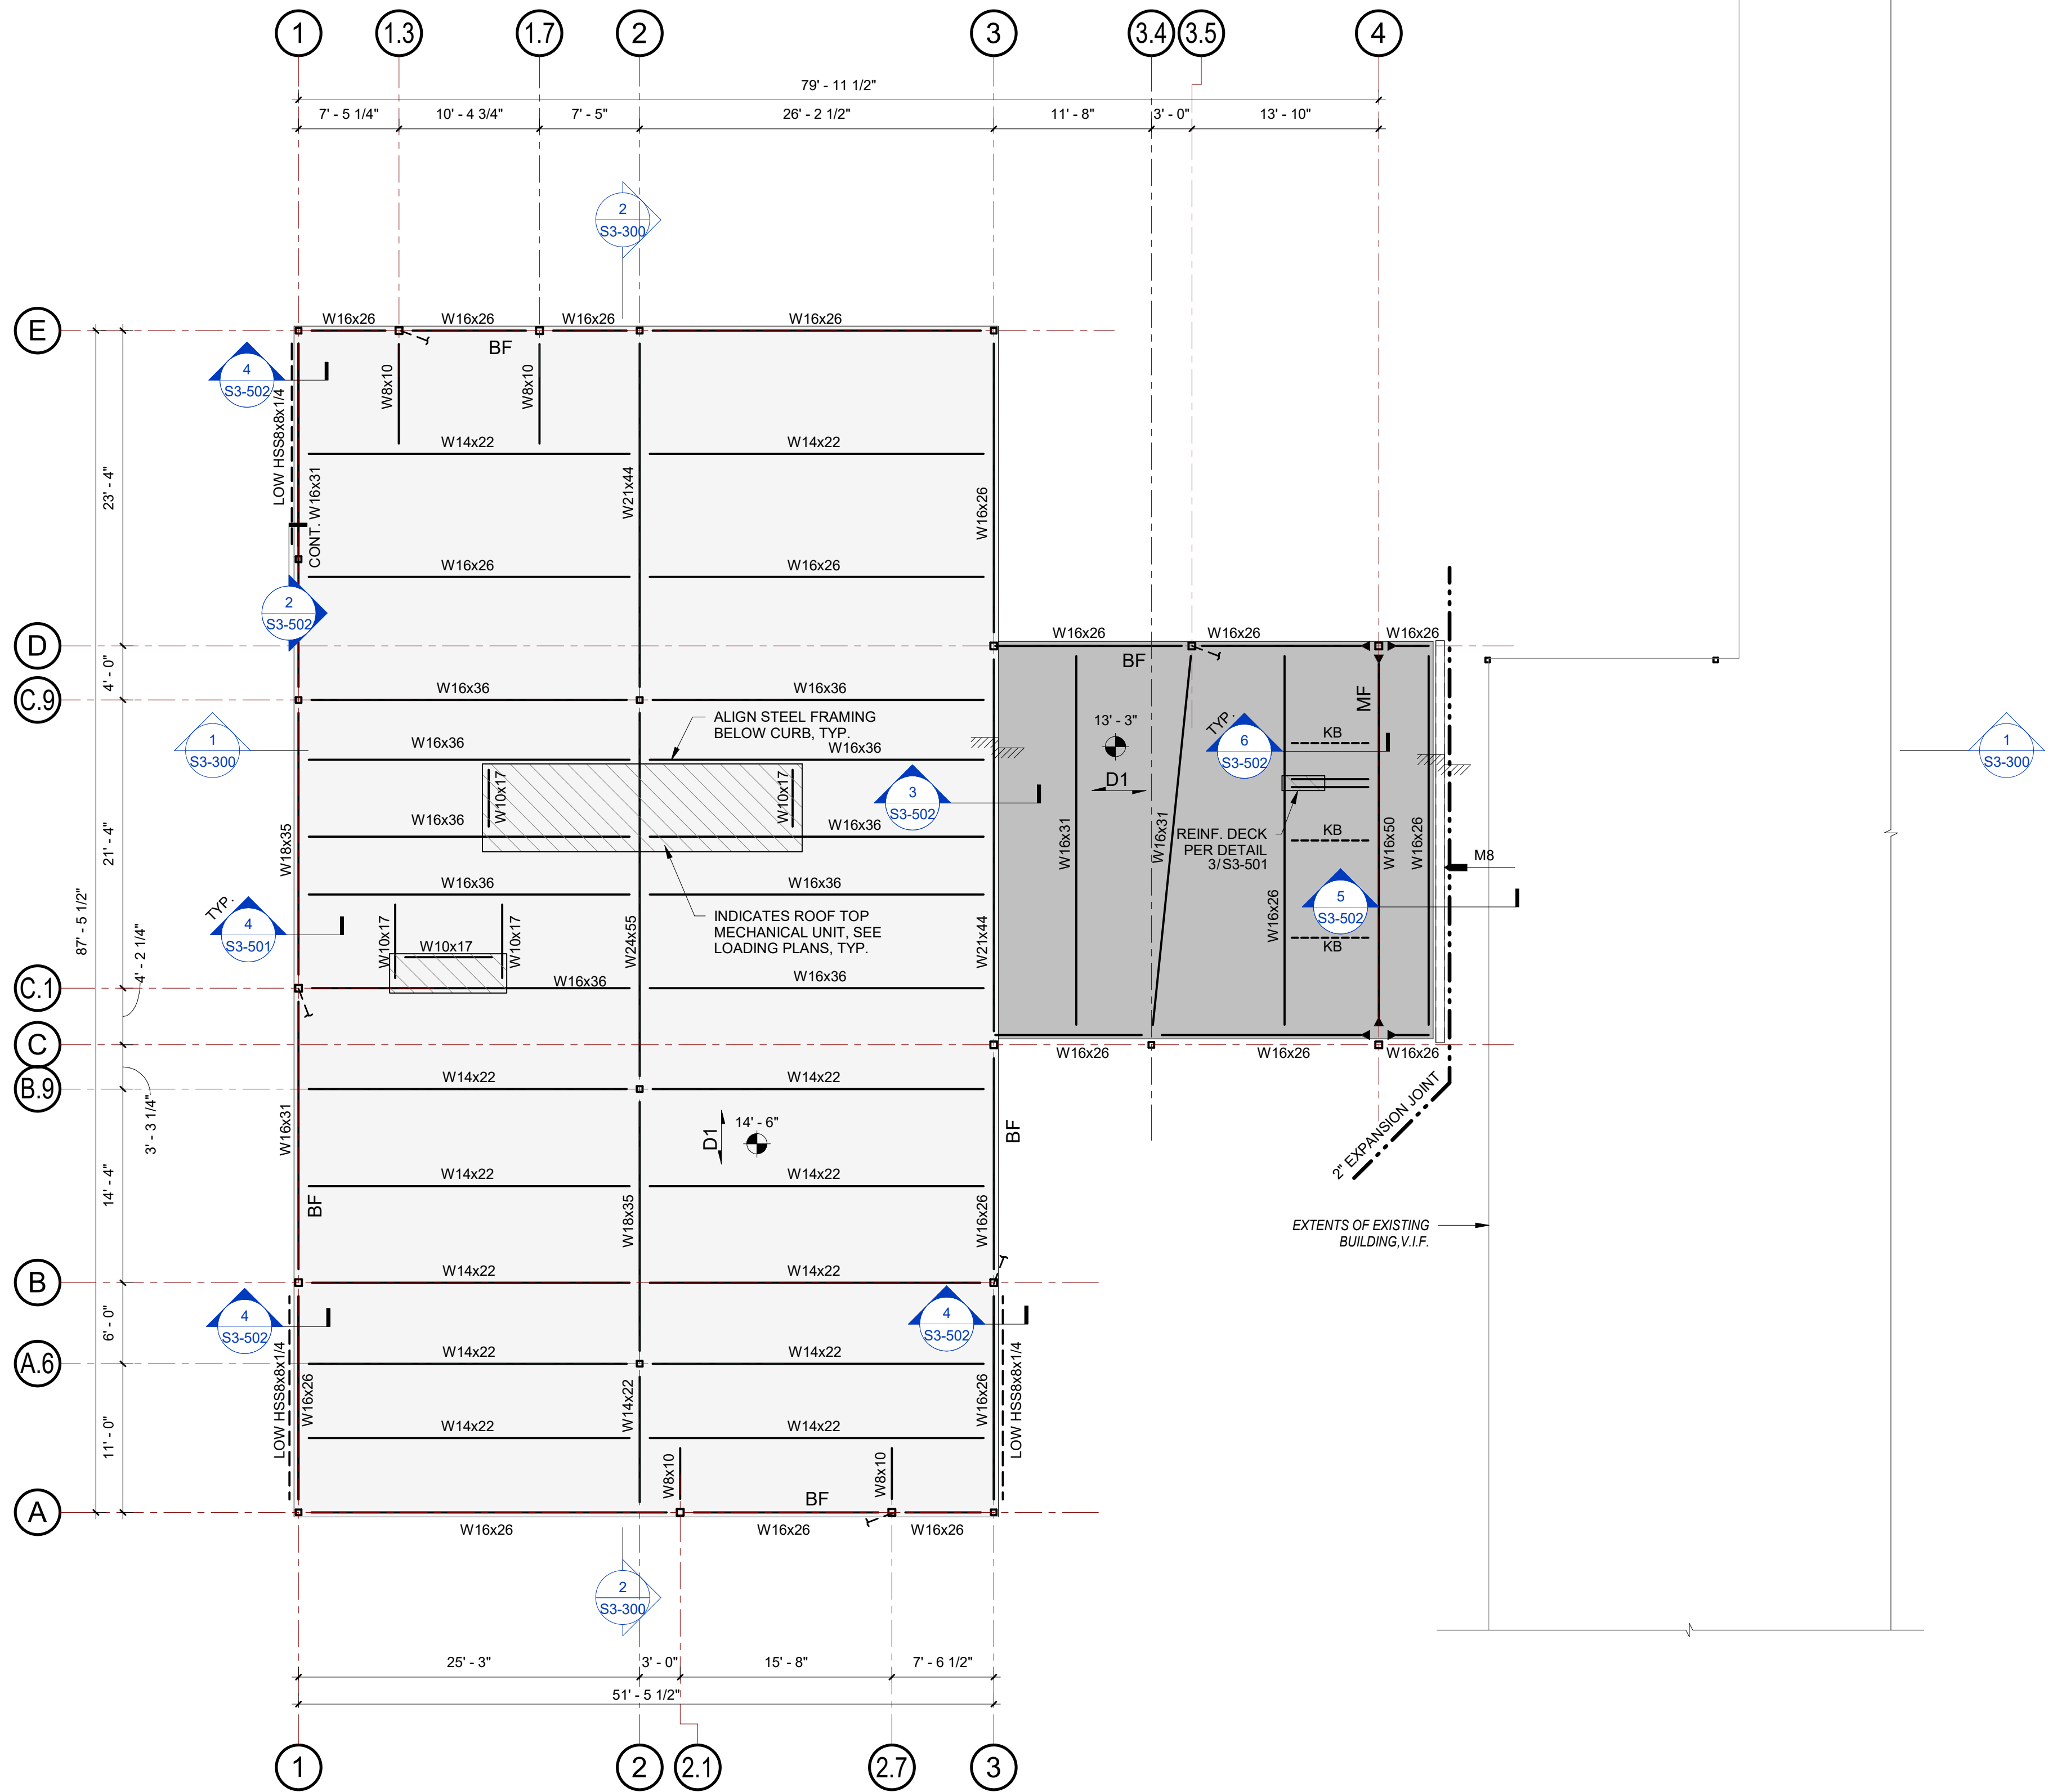 1
1.3
1.7
2
3
3.4
3.5
4
79' - 11 1/2"
7' - 5 1/4"
10' - 4 3/4"
7' - 5"
26' - 2 1/2"
11' - 8"
3' - 0"
13' - 10"
2
S3-300
E
W16x26
W16x26
W16x26
W16x26
BF
4
S3-502
W8x10
W8x10
LOW HSS8x8x1/4
W14x22
W14x22
23' - 4"
CONT. W16x31
W21x44
W16x26
W16x26
W16x26
2
S3-502
D
W16x26
W16x26
W16x26
BF
4' - 0"
C.9
W16x36
W16x36
MF
ALIGN STEEL FRAMING
BELOW CURB, TYP.
13' - 3"
TYP.
6
S3-502
KB
1
S3-300
W16x36
W16x36
1
S3-300
D1
W10x17
W10x17
3
S3-502
W16x36
W16x36
W18x35
21' - 4"
W16x31
W16x31
REINF. DECK
PER DETAIL
3/S3-501
KB
W16x50
W16x26
M8
W16x36
W16x36
87' - 5 1/2"
TYP.
4
S3-501
INDICATES ROOF TOP
MECHANICAL UNIT, SEE
LOADING PLANS, TYP.
5
S3-502
W16x26
KB
W10x17
W10x17
W10x17
W24x55
W21x44
4' - 2 1/4"
C.1
W16x36
W16x36
C
W16x26
W16x26
W16x26
B.9
W14x22
W14x22
3' - 3 1/4"
W16x31
D1
14' - 6"
BF
2" EXPANSION JOINT
14' - 4"
W14x22
W14x22
BF
W18x35
W16x26
EXTENTS OF EXISTING
BUILDING,V.I.F.
B
W14x22
W14x22
4
S3-502
4
S3-502
6' - 0"
A.6
W14x22
W14x22
LOW HSS8x8x1/4
W16x26
W14x22
W16x26
LOW HSS8x8x1/4
11' - 0"
W14x22
W14x22
W8x10
W8x10
BF
A
W16x26
W16x26
W16x26
2
S3-300
25' - 3"
3' - 0"
15' - 8"
7' - 6 1/2"
51' - 5 1/2"
1
2
2.1
2.7
3